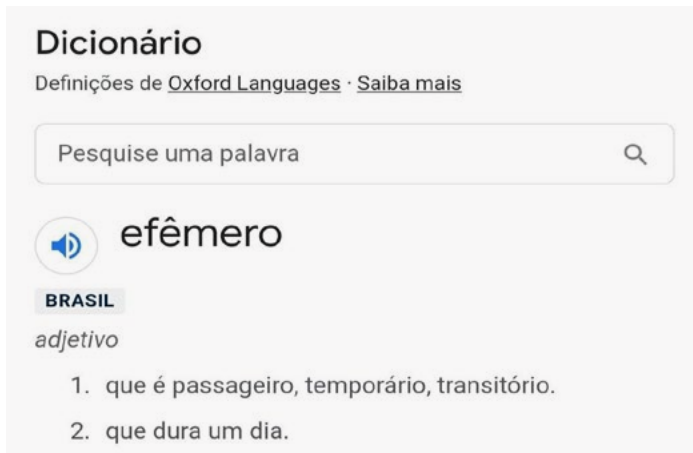 Dicionário
Definições de Oxford Languages · Saiba mais
Pesquise uma palavra
efêmero
BRASIL
adjetivo
1. que é passageiro, temporário, transitório.
2. que dura um dia.